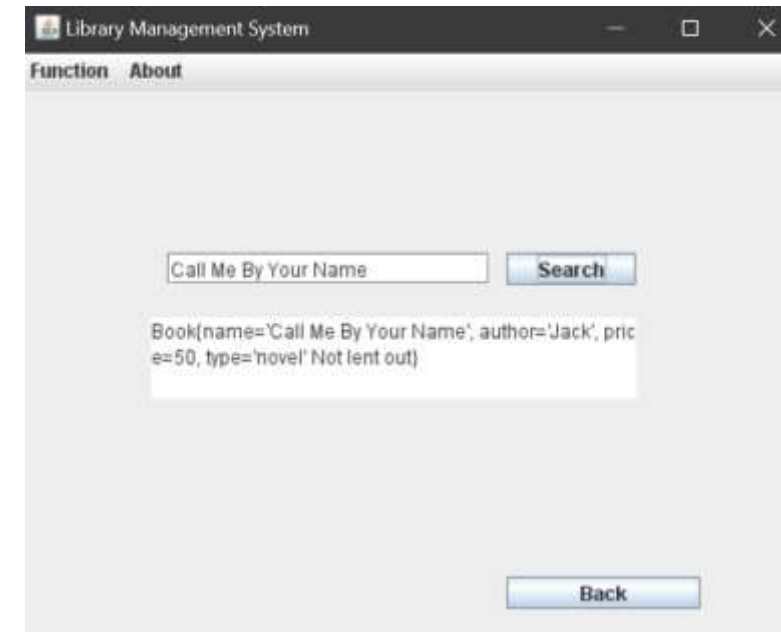 Library Management System
Function About
Call Me By Your Name Search
Book{name='Call Me By Your Name', author='Jack', pric
e=50, type='novel' Not lent out}
Back